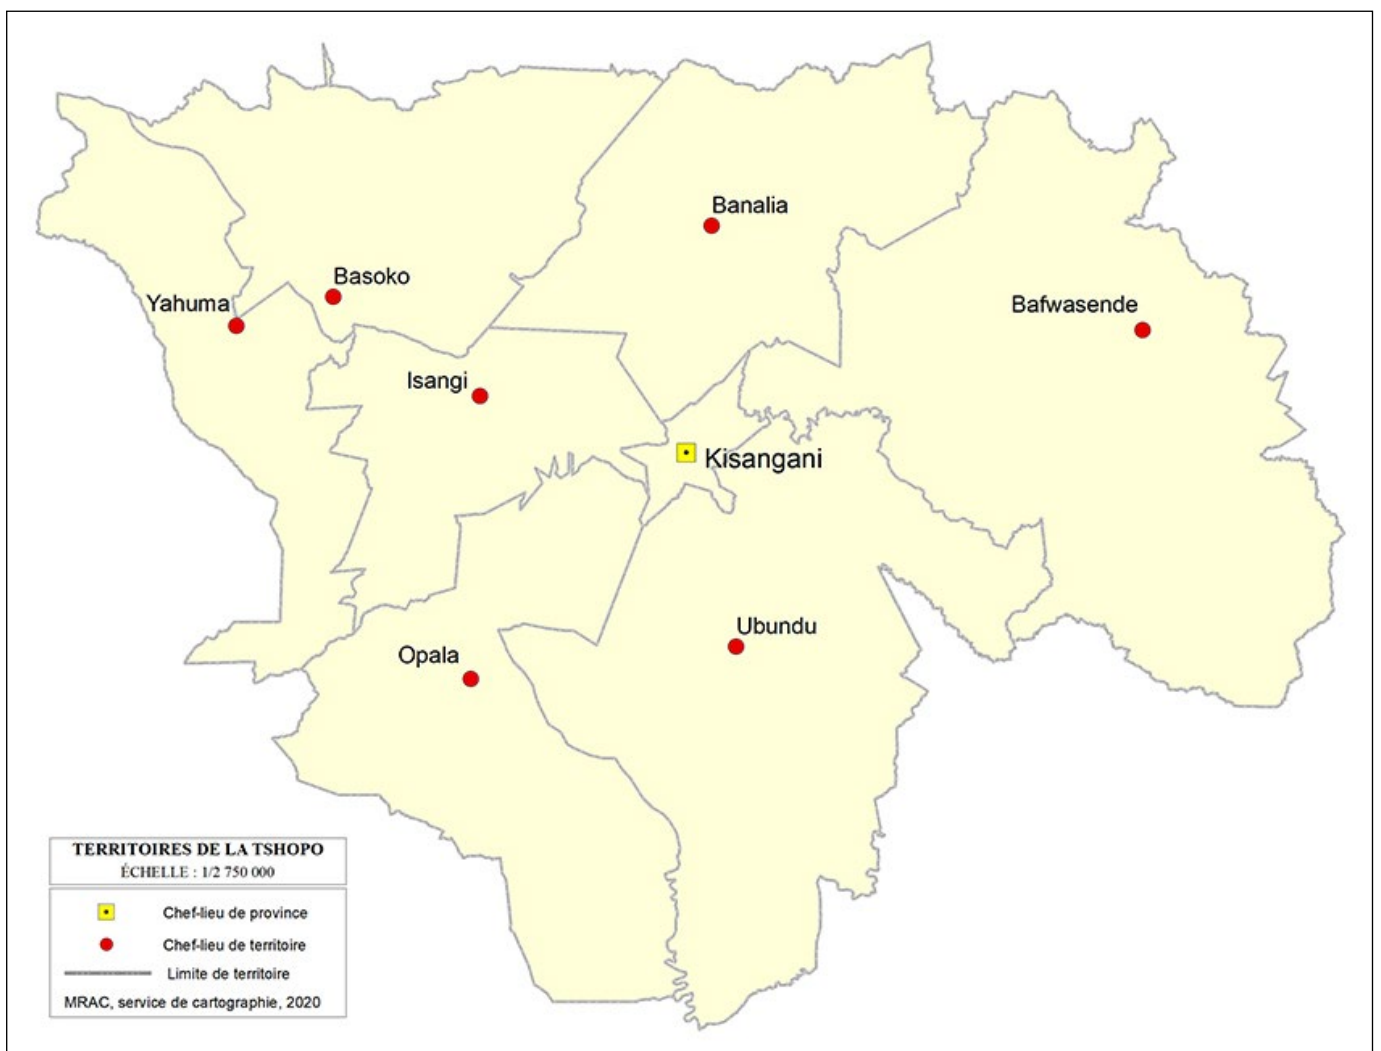 Banalia
Basoko
Yahuma
Bafwasende
Isangi
Kisangani
Ubundu
Opala
TERRITOIRES DE LA TSHOPO
ÉCHELLE : 1/2 750 000
Chef-lieu de province
Chef-lieu de territoire
Limite de territoire
MRAC, service de cartographie, 2020